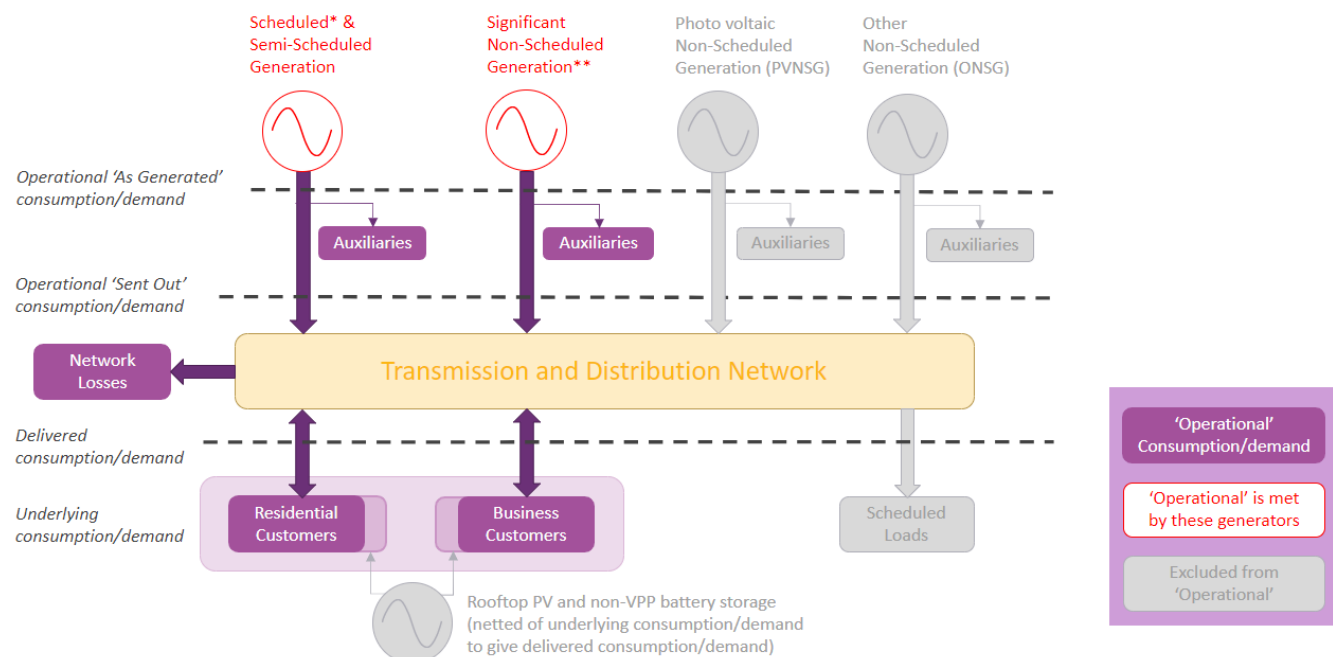 Scheduled* &
Semi-Scheduled
Generation
Significant
Non-Scheduled
Generation**
Photo voltaic
Non-Scheduled
Generation (PVNSG)
Other
Non-Scheduled
Generation (ONSG)
Operational ‘As Generated’
consumption/demand
Auxiliaries
Auxiliaries
Auxiliaries
Auxiliaries
Operational ‘Sent Out’
consumption/demand
Network
Losses
Transmission and Distribution Network
Delivered
consumption/demand
Underlying
consumption/demand
Residential
Customers
Business
Customers
Scheduled
Loads
Rooftop PV and non-VPP battery storage
(netted of underlying consumption/demand
to give delivered consumption/demand)
‘Operational’
Consumption/demand
‘Operational’ is met
by these generators
Excluded from
‘Operational’